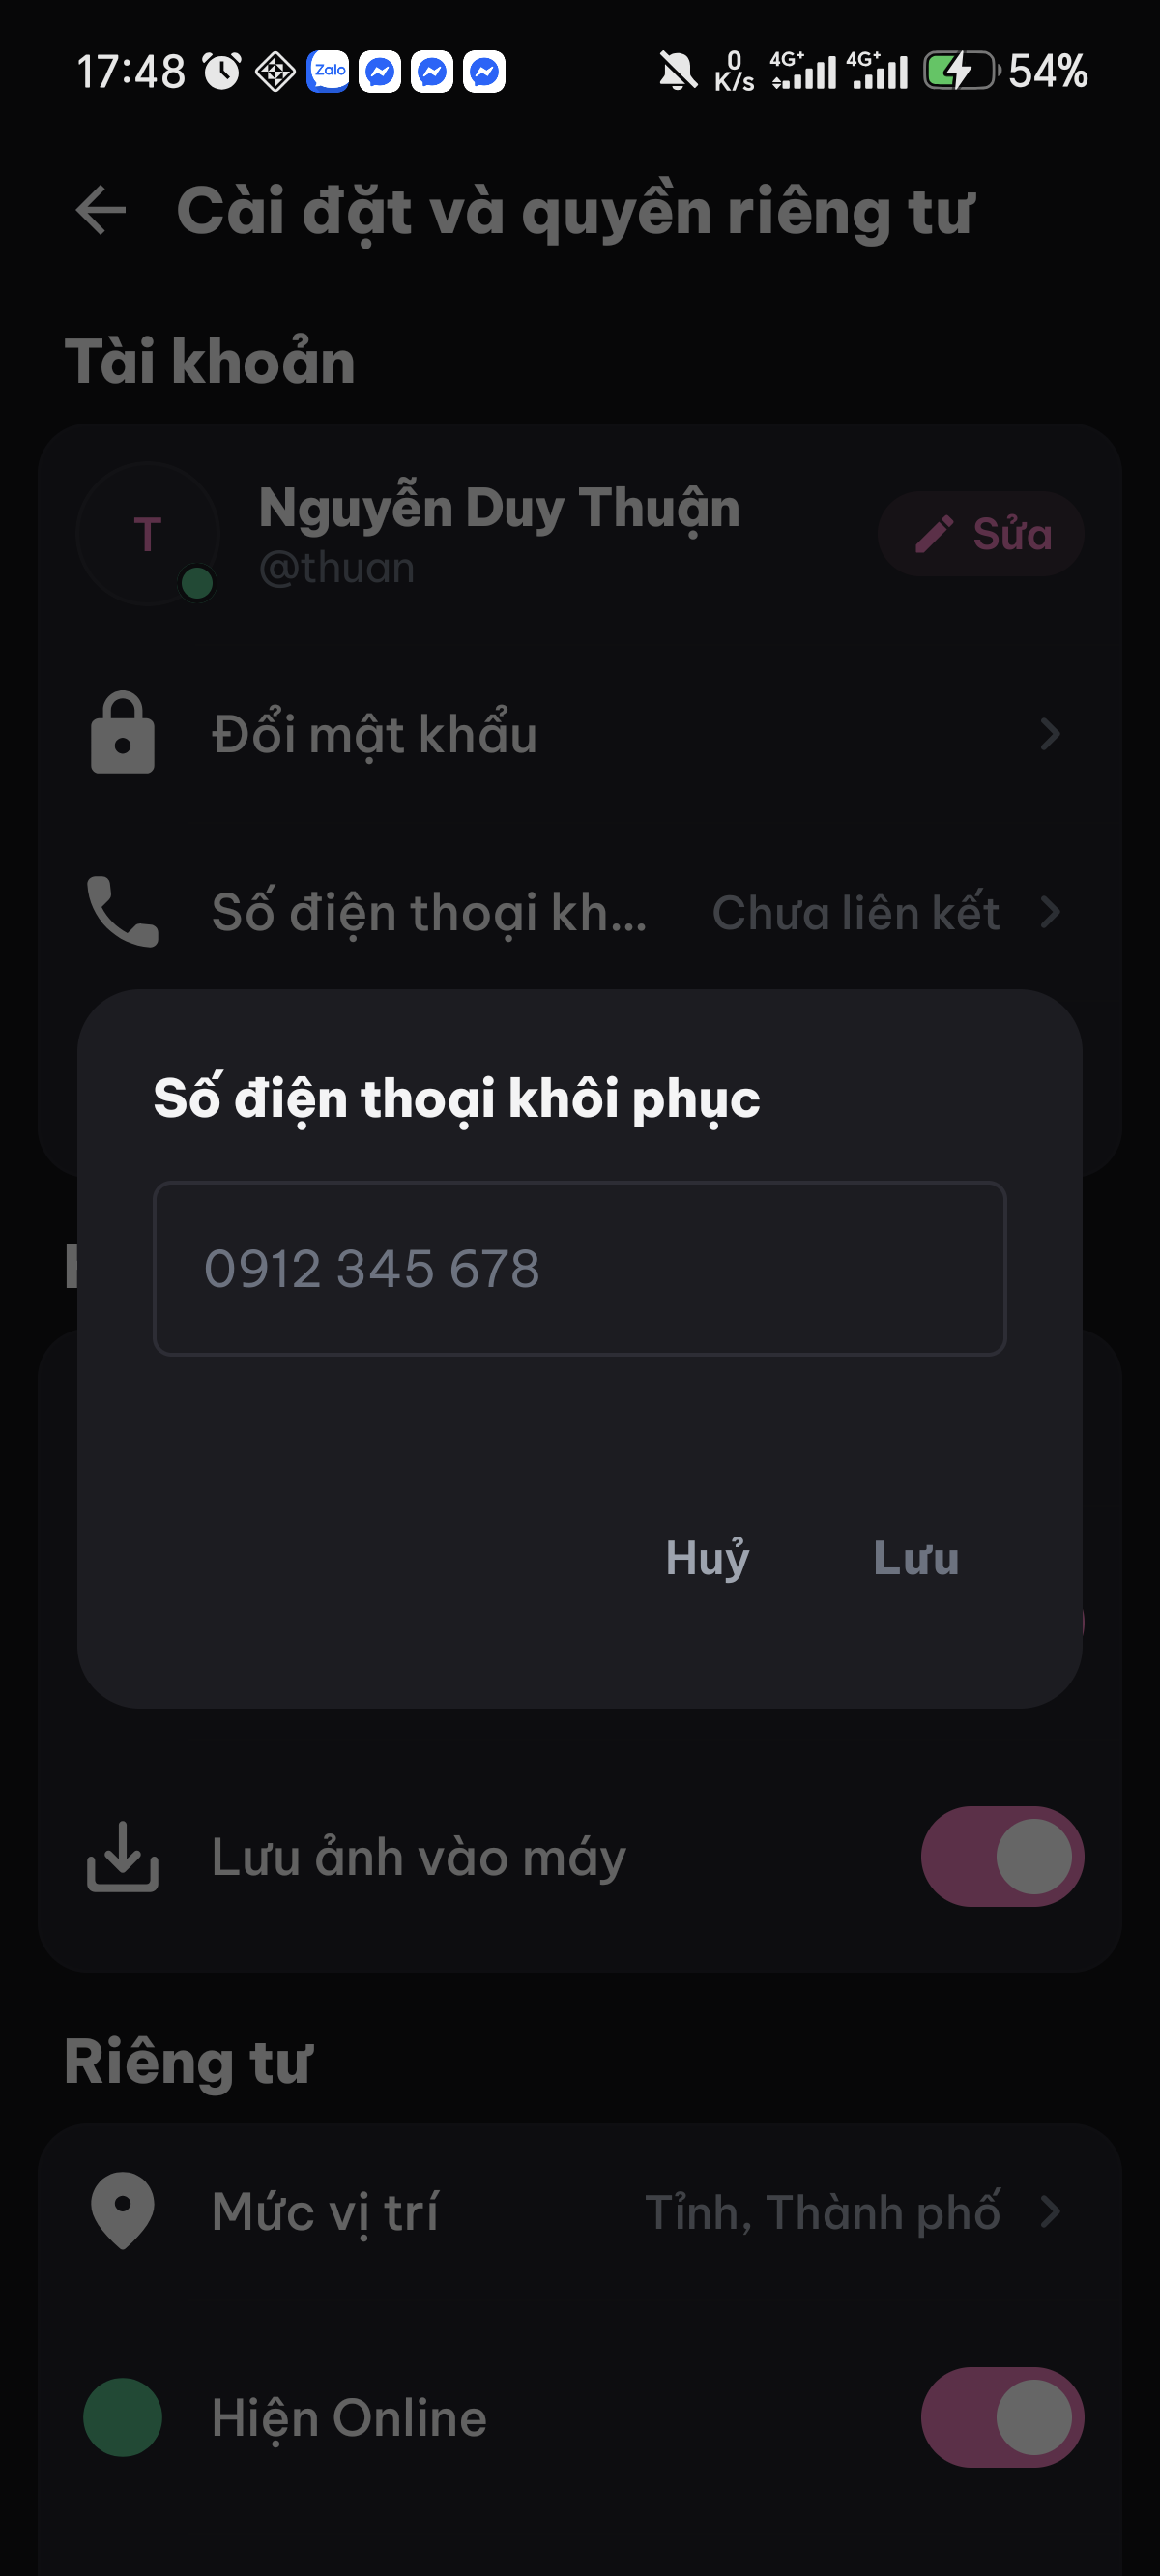 17:48
Zalo
0
K/s
4G+
4G+
54%
Cài đặt và quyền riêng tư
Tài khoản
T
Nguyễn Duy Thuận
@thuan
Sửa
Đổi mật khẩu
Số điện thoại kh...
Chưa liên kết
Số điện thoại khôi phục
0912 345 678
Huỷ
Lưu
Lưu ảnh vào máy
Riêng tư
Mức vị trí
Tỉnh, Thành phố
Hiện Online